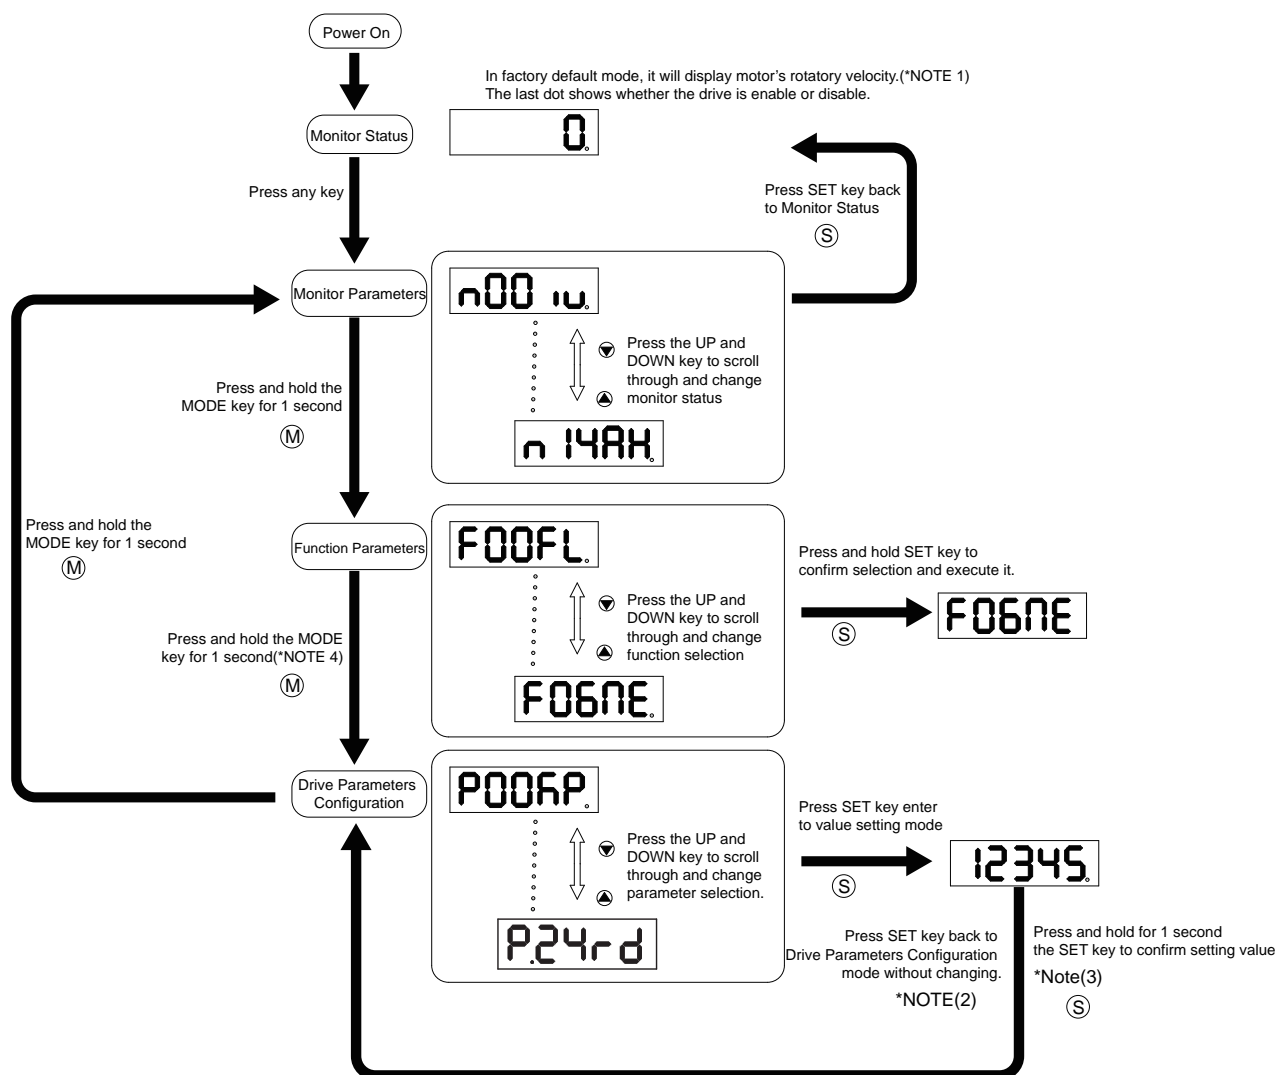 Power On
In factory default mode, it will display motor's rotatory velocity.(*NOTE 1)
The last dot shows whether the drive is enable or disable.
Monitor Status
0.
Press any key
Press SET key back
to Monitor Status
S
Monitor Parameters
n00 iv.
Press the UP and
DOWN key to scroll
through and change
monitor status
n 14AH.
Press and hold the
MODE key for 1 second
M
Press and hold the
MODE key for 1 second
M
Function Parameters
F00FL.
Press the UP and
DOWN key to scroll
through and change
function selection
F06NE.
Press and hold SET key to
confirm selection and execute it.
S
F06NE
Press and hold the MODE
key for 1 second(*NOTE 4)
M
Drive Parameters
Configuration
P00hP.
Press the UP and
DOWN key to scroll
through and change
parameter selection.
P.24rd
Press SET key enter
to value setting mode
S
12345.
Press SET key back to
Drive Parameters Configuration
mode without changing.
*NOTE(2)
Press and hold for 1 second
the SET key to confirm setting value
*Note(3)
S